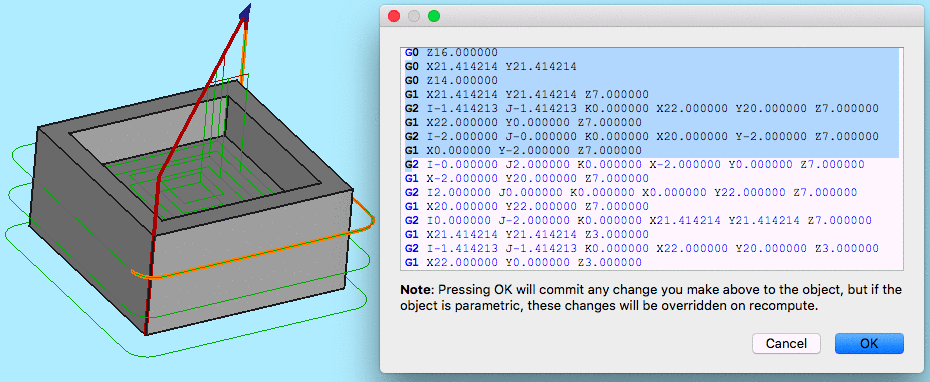 G0 Z16.000000
G0 X21.414214 Y21.414214
G0 Z14.000000
G1 X21.414214 Y21.414214 Z7.000000
G2 I-1.414213 J-1.414213 K0.000000 X22.000000 Y20.000000 Z7.000000
G1 X22.000000 Y0.000000 Z7.000000
G2 I-2.000000 J-0.000000 K0.000000 X20.000000 Y-2.000000 Z7.000000
G1 X0.000000 Y-2.000000 Z7.000000
G2 I-0.000000 J2.000000 K0.000000 X-2.000000 Y0.000000 Z7.000000
G1 X-2.000000 Y20.000000 Z7.000000
G2 I2.000000 J0.000000 K0.000000 X0.000000 Y22.000000 Z7.000000
G1 X20.000000 Y22.000000 Z7.000000
G2 I0.000000 J-2.000000 K0.000000 X21.414214 Y21.414214 Z7.000000
G1 X21.414214 Y21.414214 Z3.000000
G2 I-1.414213 J-1.414213 K0.000000 X22.000000 Y20.000000 Z3.000000
G1 X22.000000 Y0.000000 Z3.000000
Note: Pressing OK will commit any change you make above to the object, but if the
object is parametric, these changes will be overridden on recompute.
Cancel OK